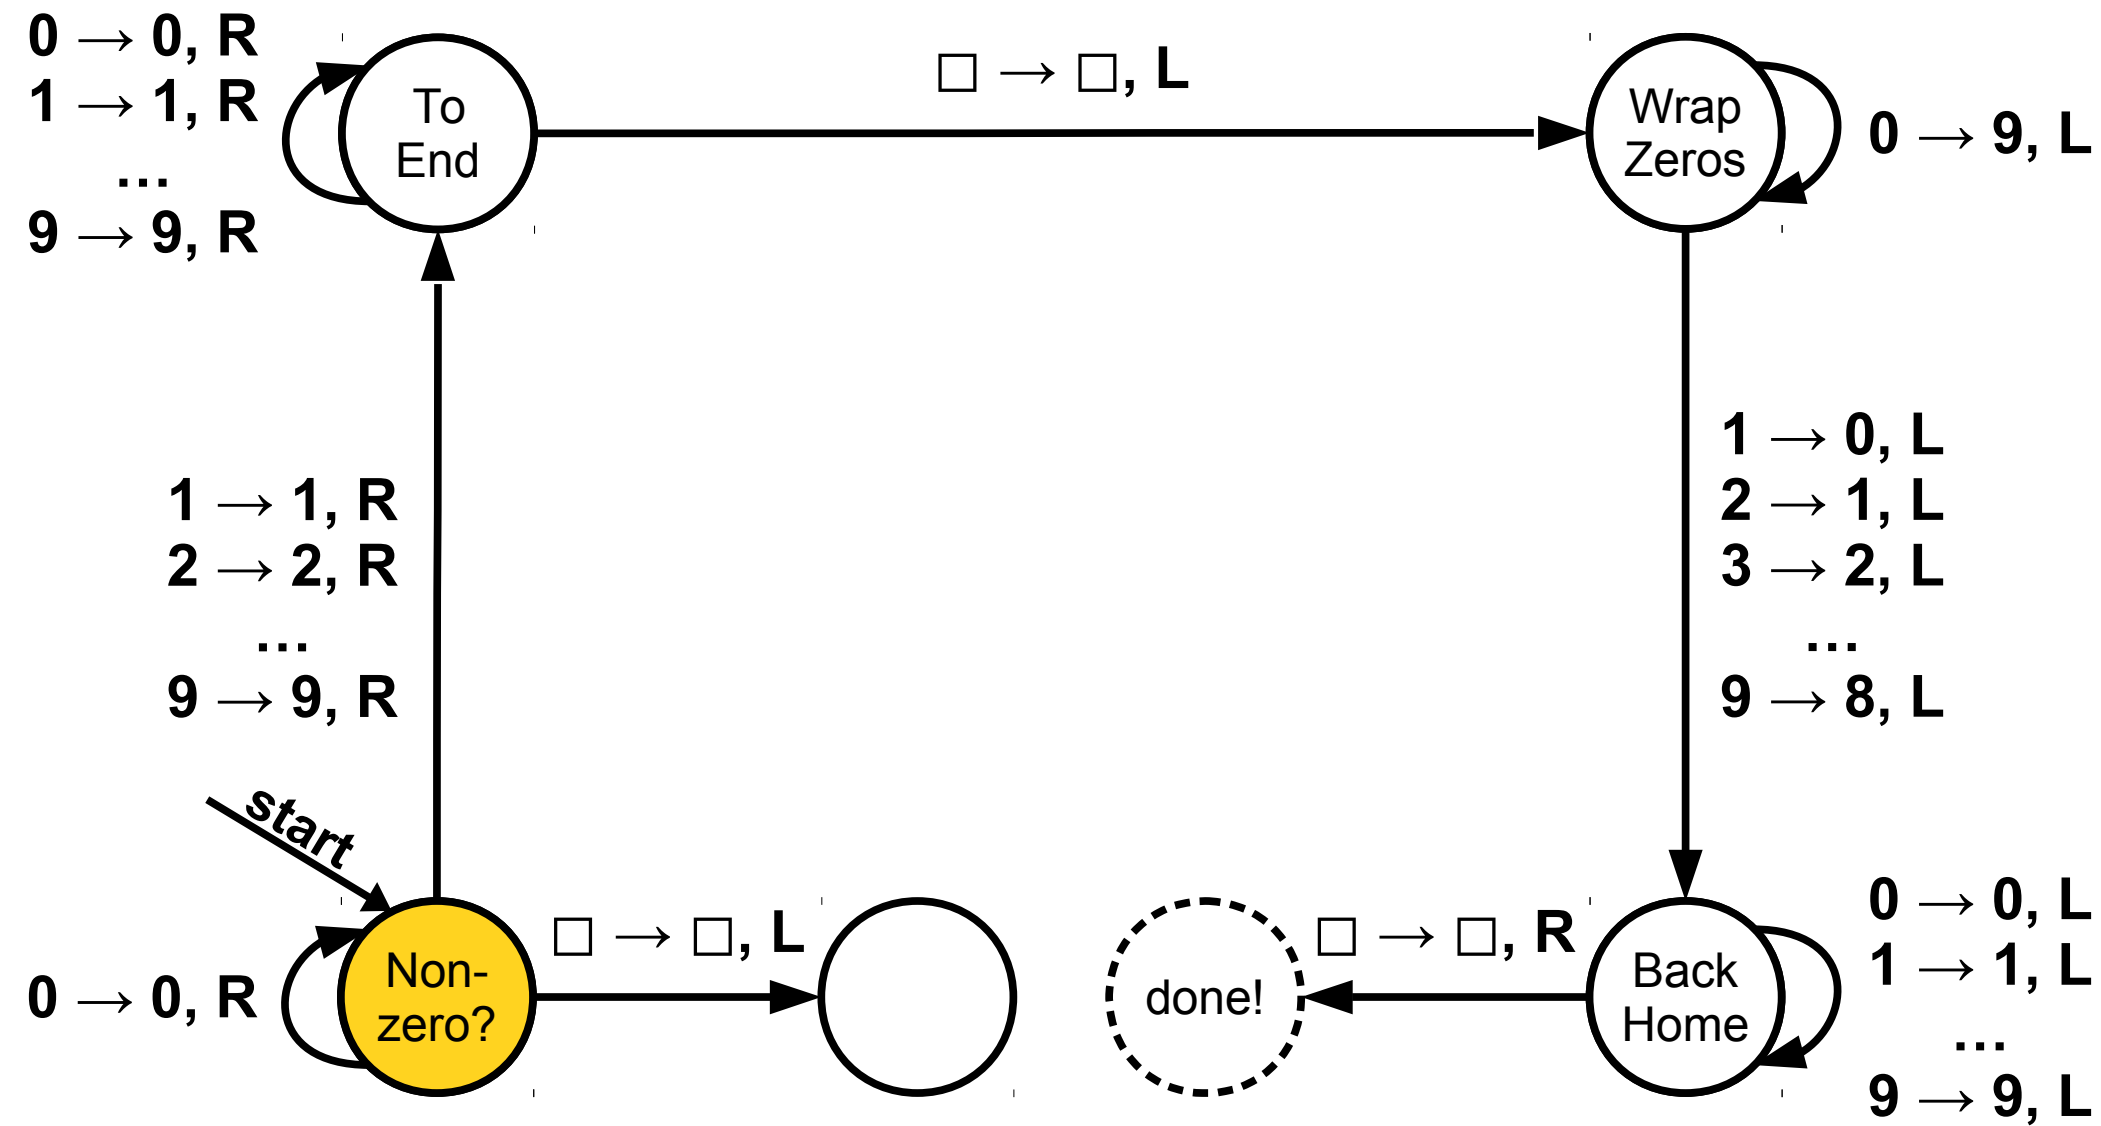 0 → 0, R
1 → 1, R
…
9 → 9, R
To
End
□ → □, L
Wrap
Zeros
0 → 9, L
1 → 1, R
2 → 2, R
…
9 → 9, R
1 → 0, L
2 → 1, L
3 → 2, L
…
9 → 8, L
start
0 → 0, R
Non-
zero?
□ → □, L
done!
□ → □, R
Back
Home
0 → 0, L
1 → 1, L
…
9 → 9, L